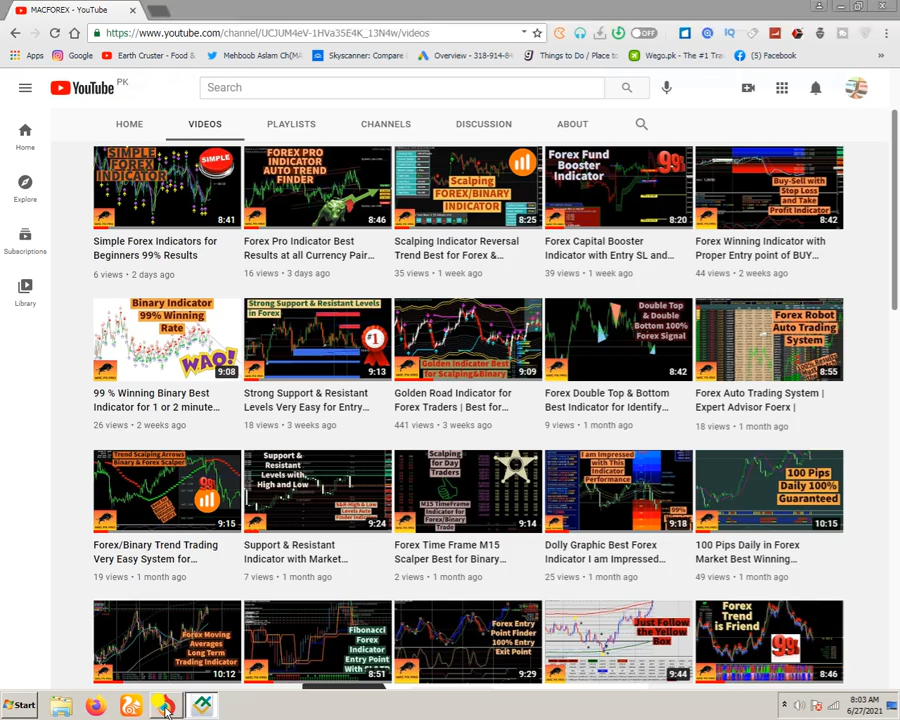 MACFOREX - YouTube
https://www.youtube.com/channel/UCJUM4eV-1HVa35E4K_13N4w/videos
OFF
Apps
Google
Earth Cruster - Food &
Mehboob Aslam Ch(MA
Skyscanner: Compare
Overview - 318-914-84
Things to Do / Place to
Wego.pk - The #1 Tra
(5) Facebook
YouTube PK
Search
HOME
VIDEOS
PLAYLISTS
CHANNELS
DISCUSSION
ABOUT
Home
Explore
Subscriptions
Library
SIMPLE
FOREX
INDICATOR
SIMPLE
8:41
FOREX PRO
INDICATOR
AUTO TREND
FINDER
8:46
Scalping
FOREX/BINARY
INDICATOR
8:25
Forex Fund
Booster
Indicator
99%
8:20
Buy-Sell with
Stop Loss
and Take
Profit Indicator
8:42
Simple Forex Indicators for
Beginners 99% Results
6 views • 2 days ago
Forex Pro Indicator Best
Results at all Currency Pair...
16 views • 3 days ago
Scalping Indicator Reversal
Trend Best for Forex &...
35 views • 1 week ago
Forex Capital Booster
Indicator with Entry SL and...
39 views • 1 week ago
Forex Winning Indicator with
Proper Entry point of BUY...
44 views • 2 weeks ago
Binary Indicator
99% Winning
Rate
WAO!
9:08
Strong Support & Resistant Levels
in Forex
#1
9:13
Golden Indicator Best
for Scalping&Binary
9:09
Double Top
& Double
Bottom 100%
Forex Signal
8:42
Forex Robot
Auto Trading
System
8:55
99 % Winning Binary Best
Indicator for 1 or 2 minute...
26 views • 2 weeks ago
Strong Support & Resistant
Levels Very Easy for Entry...
18 views • 3 weeks ago
Golden Road Indicator for
Forex Traders | Best for...
441 views • 3 weeks ago
Forex Double Top & Bottom
Best Indicator for Identify...
9 views • 1 month ago
Forex Auto Trading System |
Expert Advisor Foerx |
18 views • 1 month ago
Trend Scalping Arrows
Binary & Forex Scalper
9:15
Support &
Resistant
Levels with
High and Low
9:24
Scalping
for Day
Traders
M15
TimeFrame
Indicator for
Forex/Binary
Trade
9:14
I am Impressed
with This
Indicator
Performance
9:18
100 Pips
Daily 100%
Guaranteed
10:15
Forex/Binary Trend Trading
Very Easy System for...
19 views • 1 month ago
Support & Resistant
Indicator with Market...
7 views • 1 month ago
Forex Time Frame M15
Scalper Best for Binary...
2 views • 1 month ago
Dolly Graphic Best Forex
Indicator I am Impressed...
25 views • 1 month ago
100 Pips Daily in Forex
Market Best Winning...
49 views • 1 month ago
Forex Moving
Averages
Long Term
Trading Indicator
10:12
Fibonacci
Forex
Indicator
Entry Point
8:51
Forex Entry
Point Finder
100% Entry
Exit Point
9:29
Just Follow
the Yellow
Box
9:44
Forex
Trend
is Friend
99%
8:46
Start
8:03 AM
6/27/2021